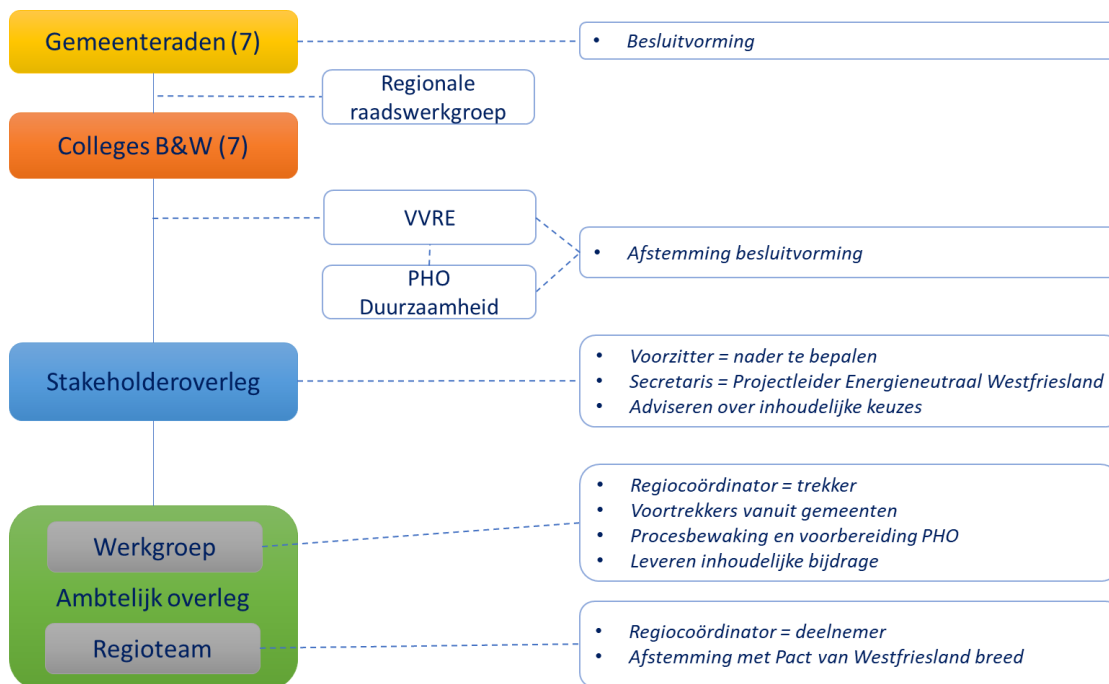 Gemeenteraden (7)
• Besluitvorming
Regionale
raadswerkgroep
Colleges B&W (7)
VVRE
• Afstemming besluitvorming
PHO
Duurzaamheid
Stakeholderoverleg
• Voorzitter = nader te bepalen
• Secretaris = Projectleider Energieneutraal Westfriesland
• Adviseren over inhoudelijke keuzes
Werkgroep
• Regiocoördinator = trekker
• Voortrekkers vanuit gemeenten
• Procesbewaking en voorbereiding PHO
• Leveren inhoudelijke bijdrage
Ambtelijk overleg
Regioteam
• Regiocoördinator = deelnemer
• Afstemming met Pact van Westfriesland breed